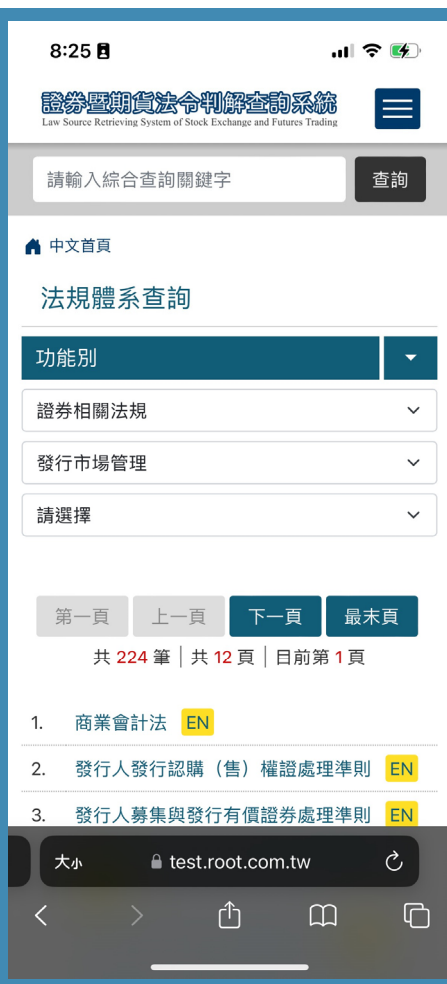 8:25
證券暨期貨法令判解查詢系統
Law Source Retrieving System of Stock Exchange and Futures Trading
請輸入綜合查詢關鍵字 查詢
中文首頁
法規體系查詢
功能別
證券相關法規
發行市場管理
請選擇
第一頁 上一頁 下一頁 最末頁
共 224 筆│共 12 頁│目前第 1 頁
1. 商業會計法 EN
2. 發行人發行認購（售）權證處理準則 EN
3. 發行人募集與發行有價證券處理準則 EN
大小 test.root.com.tw